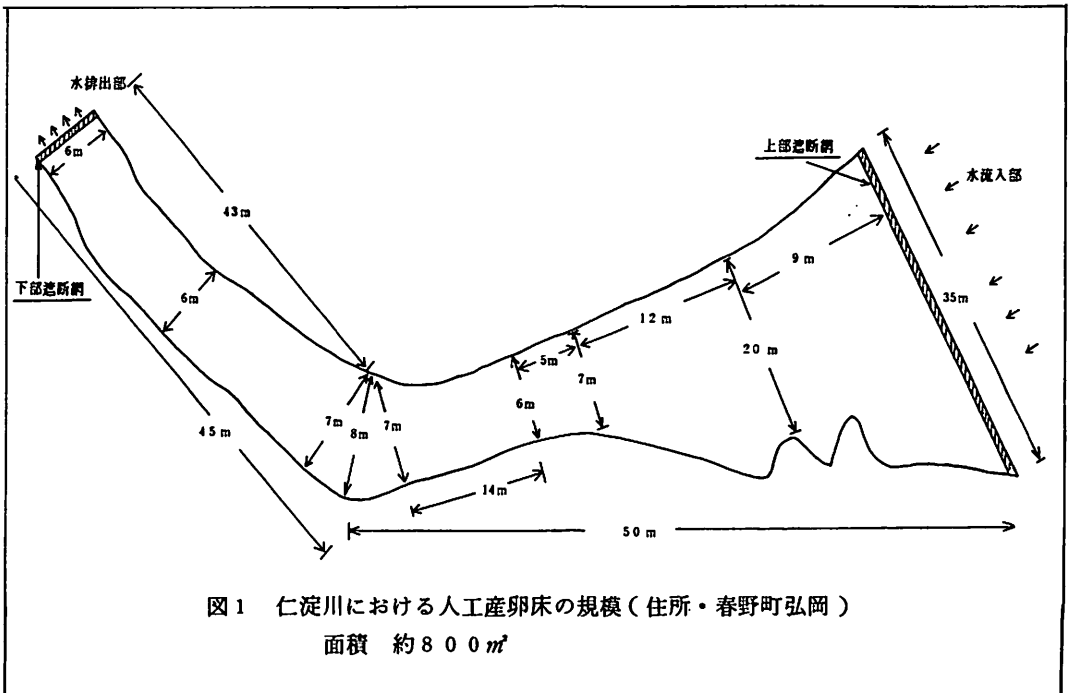 水排出部
6m
43m
下部遮断網
6m
45m
7m
8m
7m
14m
6m
5m
7m
12m
20m
9m
上部遮断網
水流入部
35m
50m
図1 仁淀川における人工産卵床の規模(住所・春野町弘岡)
面積 約800㎡